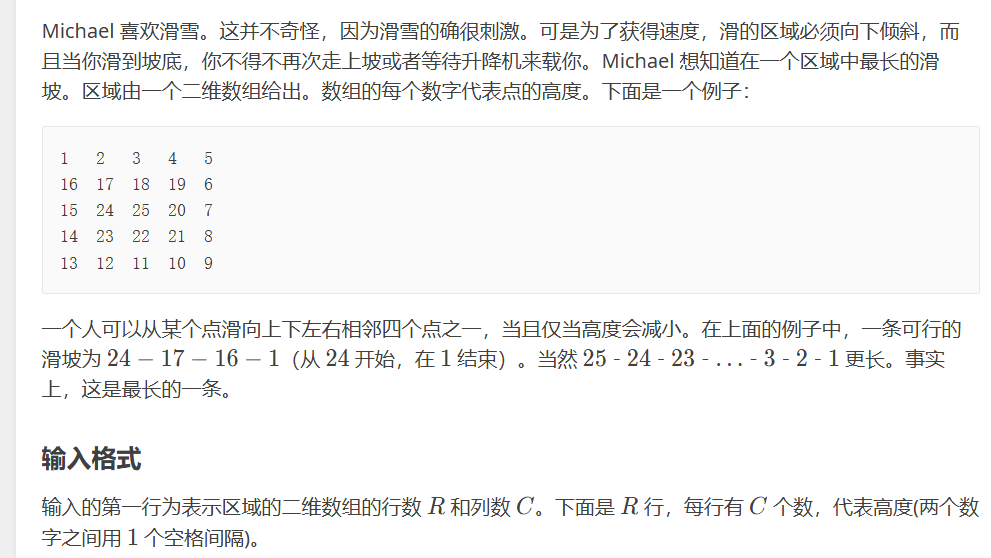 Michael 喜欢滑雪。这并不奇怪，因为滑雪的确很刺激。可是为了获得速度，滑的区域必须向下倾斜，而
且当你滑到坡底，你不得不再次走上坡或者等待升降机来载你。Michael 想知道在一个区域中最长的滑
坡。区域由一个二维数组给出。数组的每个数字代表点的高度。下面是一个例子：
1 2 3 4 5
16 17 18 19 6
15 24 25 20 7
14 23 22 21 8
13 12 11 10 9
一个人可以从某个点滑向上下左右相邻四个点之一，当且仅当高度会减小。在上面的例子中，一条可行的
滑坡为 24 − 17 − 16 − 1（从 24 开始，在 1 结束）。当然 25 - 24 - 23 - … - 3 - 2 - 1 更长。事实
上，这是最长的一条。
输入格式
输入的第一行为表示区域的二维数组的行数 R 和列数 C。下面是 R 行，每行有 C 个数，代表高度(两个数
字之间用 1 个空格间隔)。